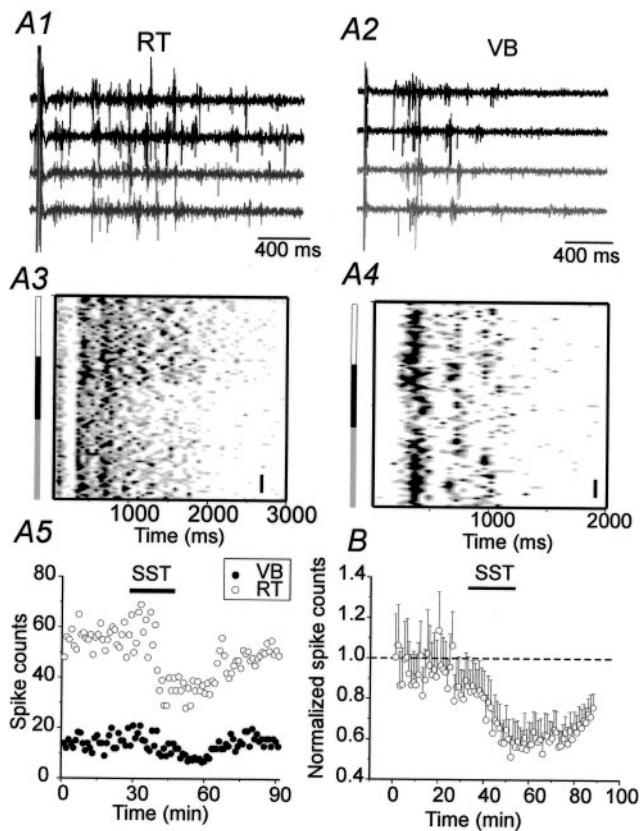 A1
RT
400 ms
A2
VB
400 ms
A3
1000 2000 3000
Time (ms)
A4
1000 2000
Time (ms)
A5
SST
VB
RT
80
60
40
20
0
Spike counts
0 30 60 90
Time (min)
B
SST
1.4
1.2
1.0
0.8
0.6
0.4
Normalized spike counts
0 20 40 60 80 100
Time (min)